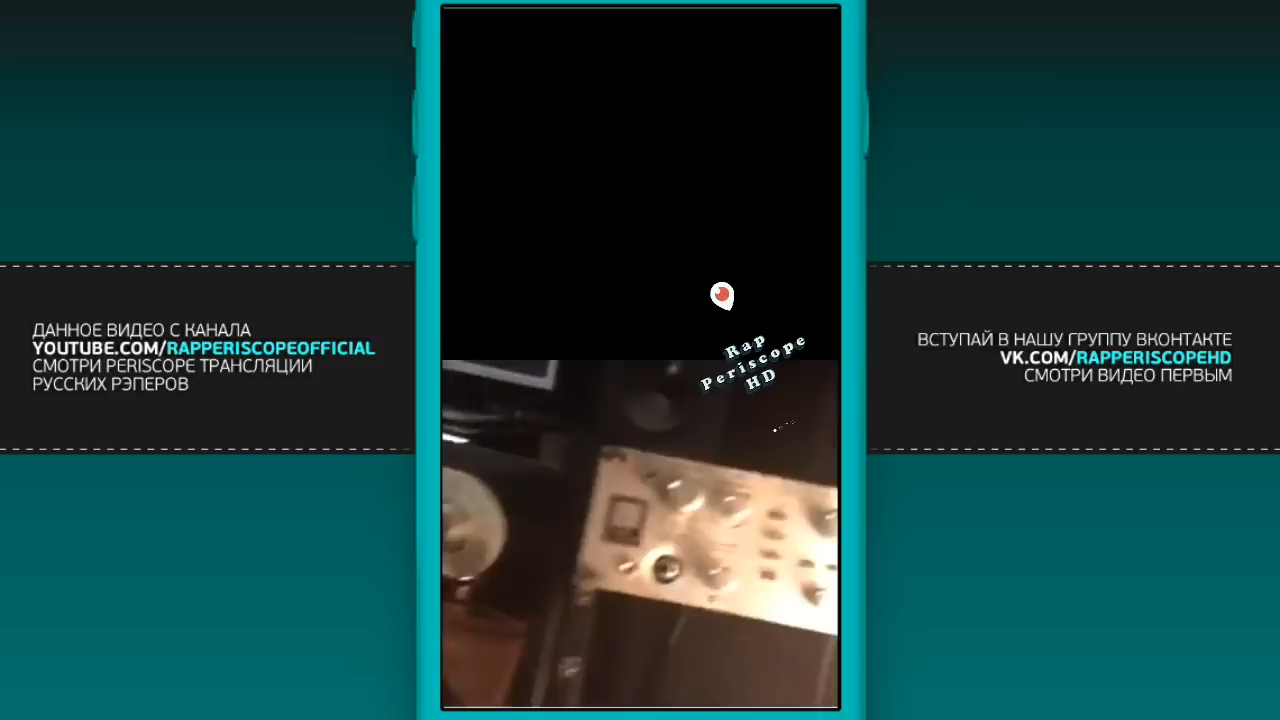 ДАННОЕ ВИДЕО С КАНАЛА
YOUTUBE.COM/RAPPERISCOPEOFFICIAL
СМОТРИ PERISCOPE ТРАНСЛЯЦИИ
РУССКИХ РЭПЕРОВ
Rap
Periscope
HD
ВСТУПАЙ В НАШУ ГРУППУ ВКОНТАКТЕ
VK.COM/RAPPERISCOPEHD
СМОТРИ ВИДЕО ПЕРВЫМ